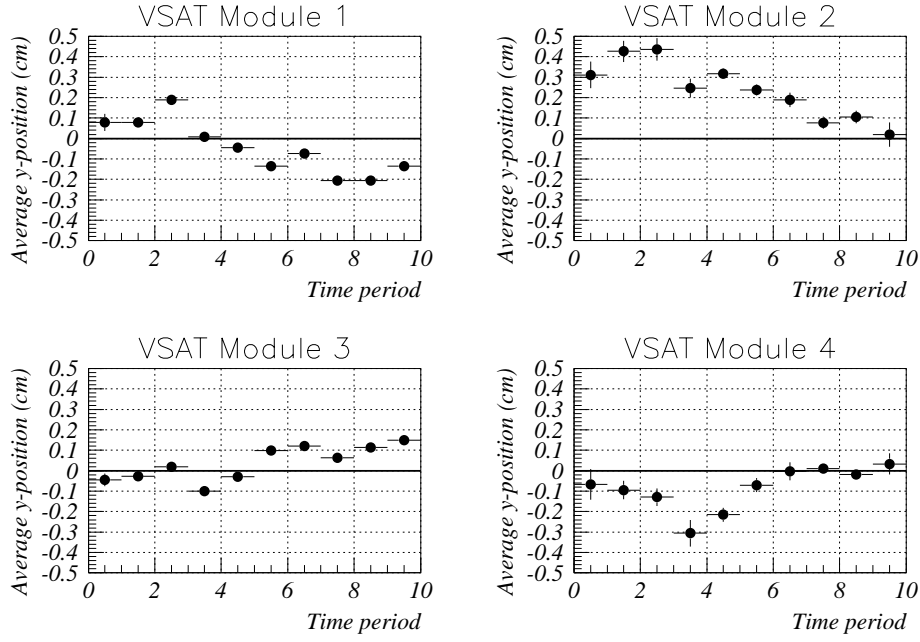 VSAT Module 1
Average y-position (cm)
0.5
0.4
0.3
0.2
0.1
0
-0.1
-0.2
-0.3
-0.4
-0.5
0 2 4 6 8 10
Time period
VSAT Module 2
Average y-position (cm)
0.5
0.4
0.3
0.2
0.1
0
-0.1
-0.2
-0.3
-0.4
-0.5
0 2 4 6 8 10
Time period
VSAT Module 3
Average y-position (cm)
0.5
0.4
0.3
0.2
0.1
0
-0.1
-0.2
-0.3
-0.4
-0.5
0 2 4 6 8 10
Time period
VSAT Module 4
Average y-position (cm)
0.5
0.4
0.3
0.2
0.1
0
-0.1
-0.2
-0.3
-0.4
-0.5
0 2 4 6 8 10
Time period